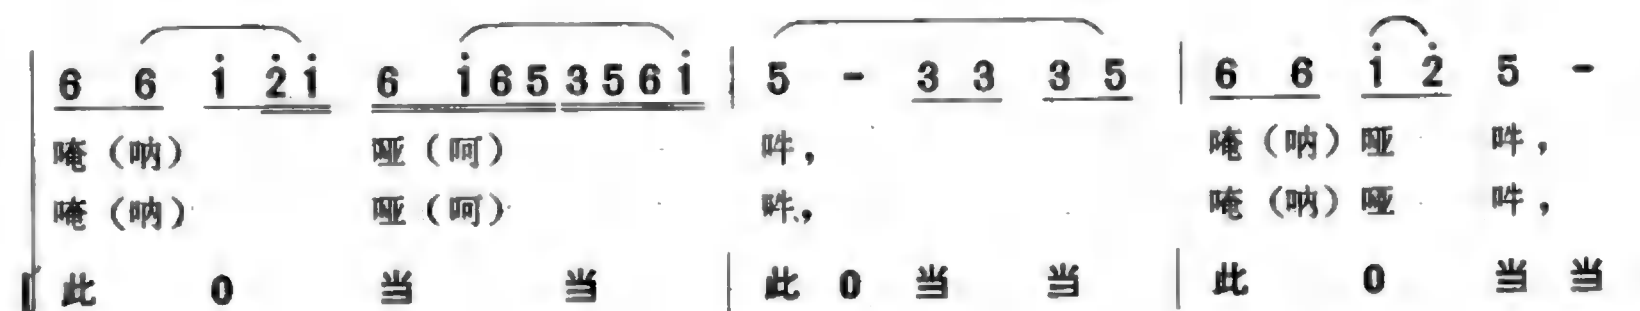 6 6 i̇ 2̇ i̇ 6 i̇ 6 5 3 5 6 i̇ | 5 - 3 3 3 5 | 6 6 i̇ 2̇ 5 -
唵（呐） 哑（呵） 吽， 唵（呐）哑 吽，
唵（呐） 哑（呵） 吽， 唵（呐）哑 吽，
此 0 当 当 | 此 0 当 当 | 此 0 当 当